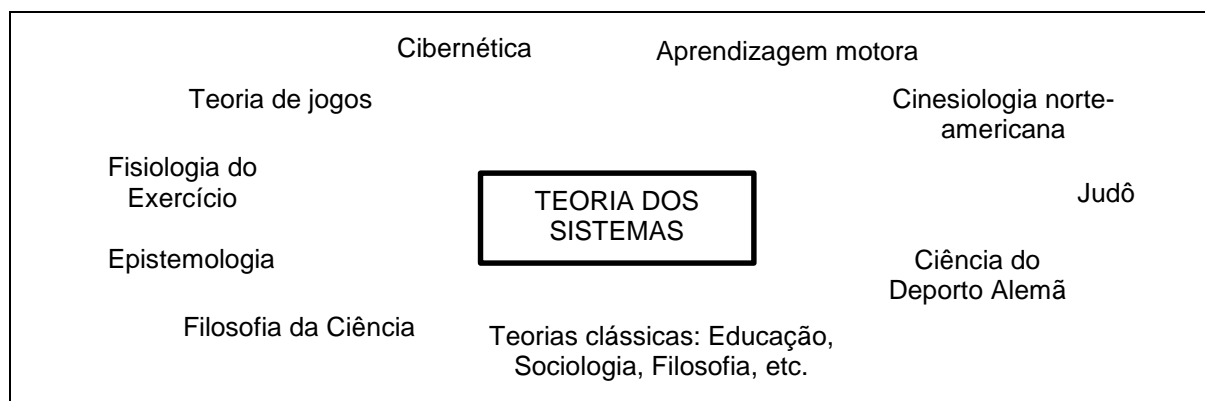 Cibernética
Aprendizagem motora
Teoria de jogos
Cinesiologia norte-
americana
Fisiologia do
Exercício
TEORIA DOS
SISTEMAS
Judô
Epistemologia
Ciência do
Deporto Alemã
Filosofia da Ciência
Teorias clássicas: Educação,
Sociologia, Filosofia, etc.